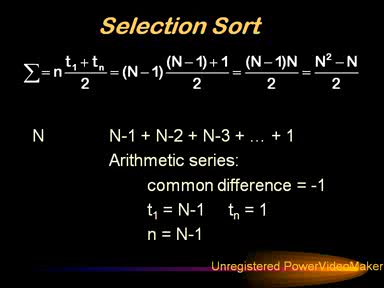 Selection Sort
∑ = n (t₁ + tₙ)/2 = (N – 1) ((N – 1) + 1)/2 = (N – 1)N/2 = (N² – N)/2
N N-1 + N-2 + N-3 + … + 1
Arithmetic series:
common difference = -1
t₁ = N-1 tₙ = 1
n = N-1
Unregistered PowerVideoMaker